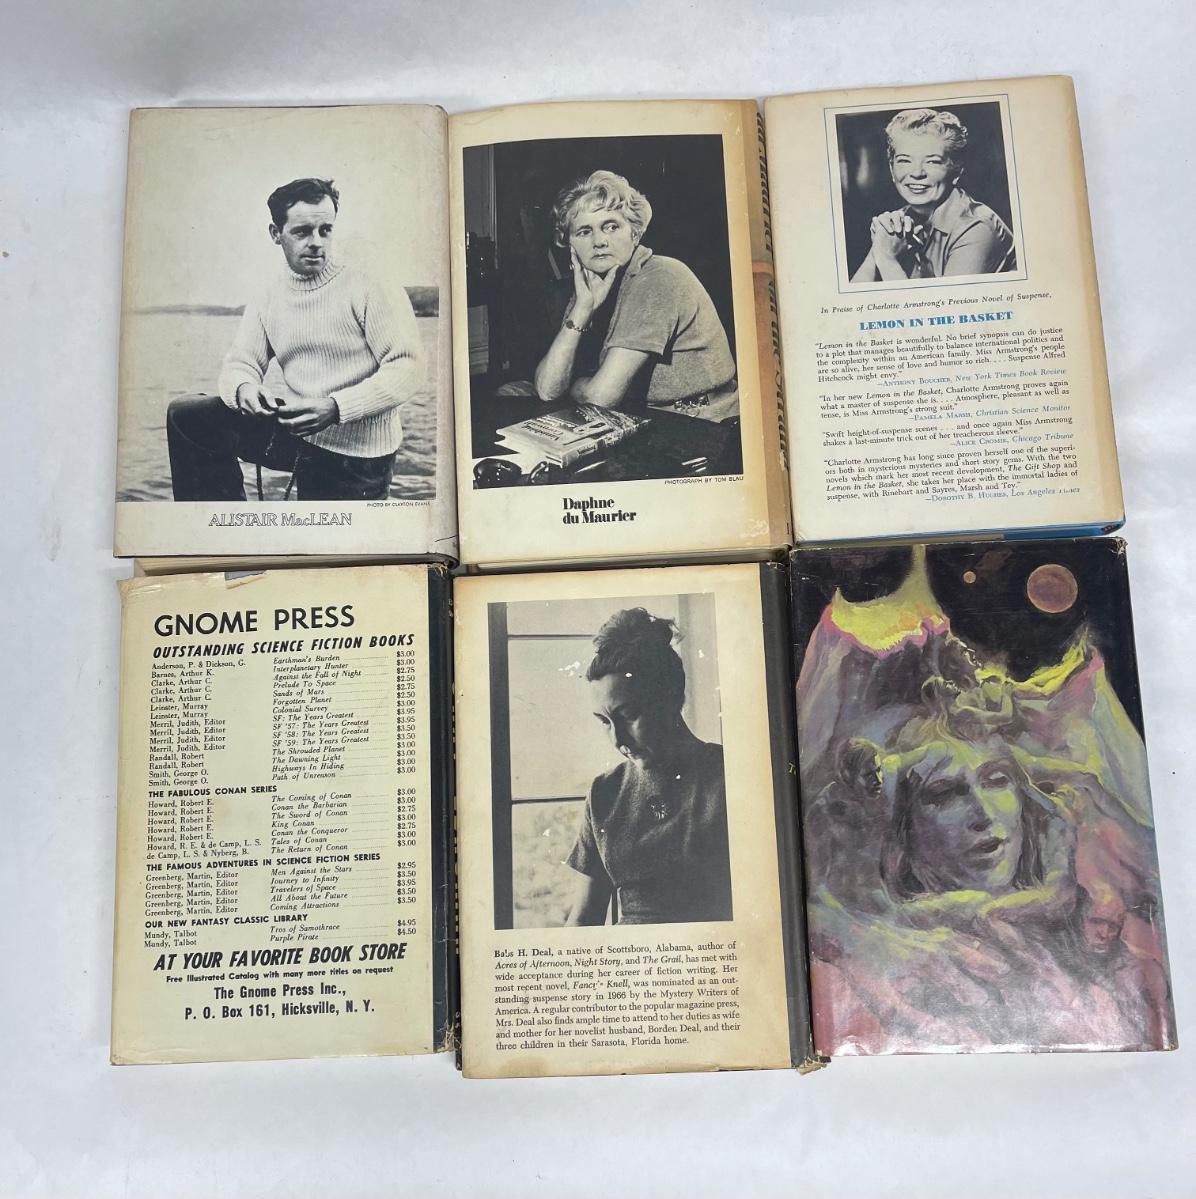 PHOTO BY CLAYTON EVANS
ALISTAIR MacLEAN
PHOTOGRAPH BY TOM BLAU
Daphne
du Maurier
In Praise of Charlotte Armstrong's Previous Novel of Suspense,
LEMON IN THE BASKET
"Lemon in the Basket is wonderful. No brief synopsis can do justice
to a plot that manages beautifully to balance international politics and
the complexity within an American family. Miss Armstrong's people
are so alive, her sense of love and humor so rich. . . . Suspense Alfred
Hitchcock might envy."
—ANTHONY BOUCHER, New York Times Book Review
"In her new Lemon in the Basket, Charlotte Armstrong proves again
what a master of suspense she is. . . . Atmosphere, pleasant as well as
tense, is Miss Armstrong's strong suit."
—PAMELA MARSH, Christian Science Monitor
"Swift height-of-suspense scenes . . . and once again Miss Armstrong
shakes a last-minute trick out of her treacherous sleeve."
—ALICE CROMIE, Chicago Tribune
"Charlotte Armstrong has long since proven herself one of the superi-
ors both in mysterious mysteries and short story gems. With the two
novels which mark her most recent development, The Gift Shop and
Lemon in the Basket, she takes her place with the immortal ladies of
suspense, with Rinehart and Sayres, Marsh and Tey."
—DOROTHY B. HUGHES, Los Angeles Times
GNOME PRESS
OUTSTANDING SCIENCE FICTION BOOKS
Anderson, P. & Dickson, G. Earthman's Burden $3.00
Barnes, Arthur K. Interplanetary Hunter $3.00
Clarke, Arthur C. Against the Fall of Night $2.75
Clarke, Arthur C. Prelude To Space $2.50
Clarke, Arthur C. Sands of Mars $2.75
Leinster, Murray Forgotten Planet $2.50
Leinster, Murray Colonial Survey $3.00
Merril, Judith, Editor SF: The Years Greatest $3.95
Merril, Judith, Editor SF '57: The Years Greatest $3.95
Merril, Judith, Editor SF '58: The Years Greatest $3.50
Merril, Judith, Editor SF '59: The Years Greatest $3.50
Randall, Robert The Shrouded Planet $3.00
Randall, Robert The Dawning Light $3.00
Smith, George O. Highways In Hiding $3.00
Smith, George O. Path of Unreason $3.00
THE FABULOUS CONAN SERIES
Howard, Robert E. The Coming of Conan $3.00
Howard, Robert E. Conan the Barbarian $3.00
Howard, Robert E. The Sword of Conan $2.75
Howard, Robert E. King Conan $3.00
Howard, Robert E. Conan the Conqueror $2.75
Howard, R. E. & de Camp, L. S. Tales of Conan $3.00
de Camp, L. S. & Nyberg, B. The Return of Conan $3.00
THE FAMOUS ADVENTURES IN SCIENCE FICTION SERIES
Greenberg, Martin, Editor Men Against the Stars $2.95
Greenberg, Martin, Editor Journey to Infinity $3.50
Greenberg, Martin, Editor Travelers of Space $3.95
Greenberg, Martin, Editor All About the Future $3.50
Greenberg, Martin, Editor Coming Attractions $3.50
OUR NEW FANTASY CLASSIC LIBRARY
Mundy, Talbot Tros of Samothrace $4.95
Mundy, Talbot Purple Pirate $4.50
AT YOUR FAVORITE BOOK STORE
Free Illustrated Catalog with many more titles on request
The Gnome Press Inc.,
P. O. Box 161, Hicksville, N. Y.
Babs H. Deal, a native of Scottsboro, Alabama, author of
Acres of Afternoon, Night Story, and The Grail, has met with
wide acceptance during her career of fiction writing. Her
most recent novel, Fancy's Knell, was nominated as an out-
standing suspense story in 1966 by the Mystery Writers of
America. A regular contributor to the popular magazine press,
Mrs. Deal also finds ample time to attend to her duties as wife
and mother for her novelist husband, Borden Deal, and their
three children in their Sarasota, Florida home.